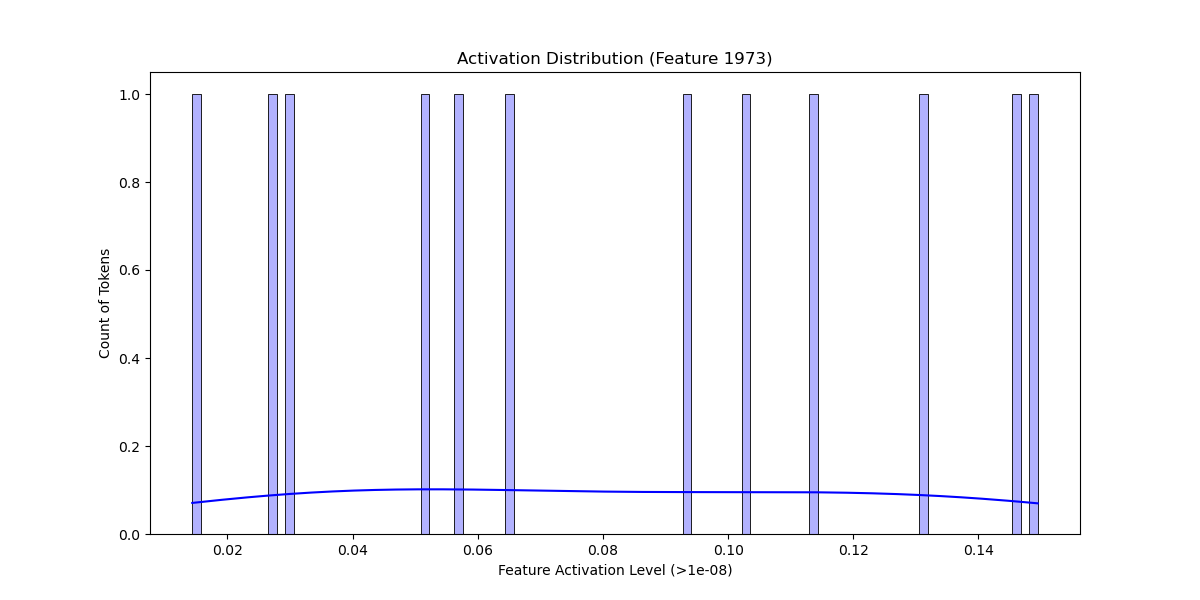 Activation Distribution (Feature 1973)
1.0
0.8
0.6
0.4
0.2
0.0
Count of Tokens
0.02 0.04 0.06 0.08 0.10 0.12 0.14
Feature Activation Level (>1e-08)